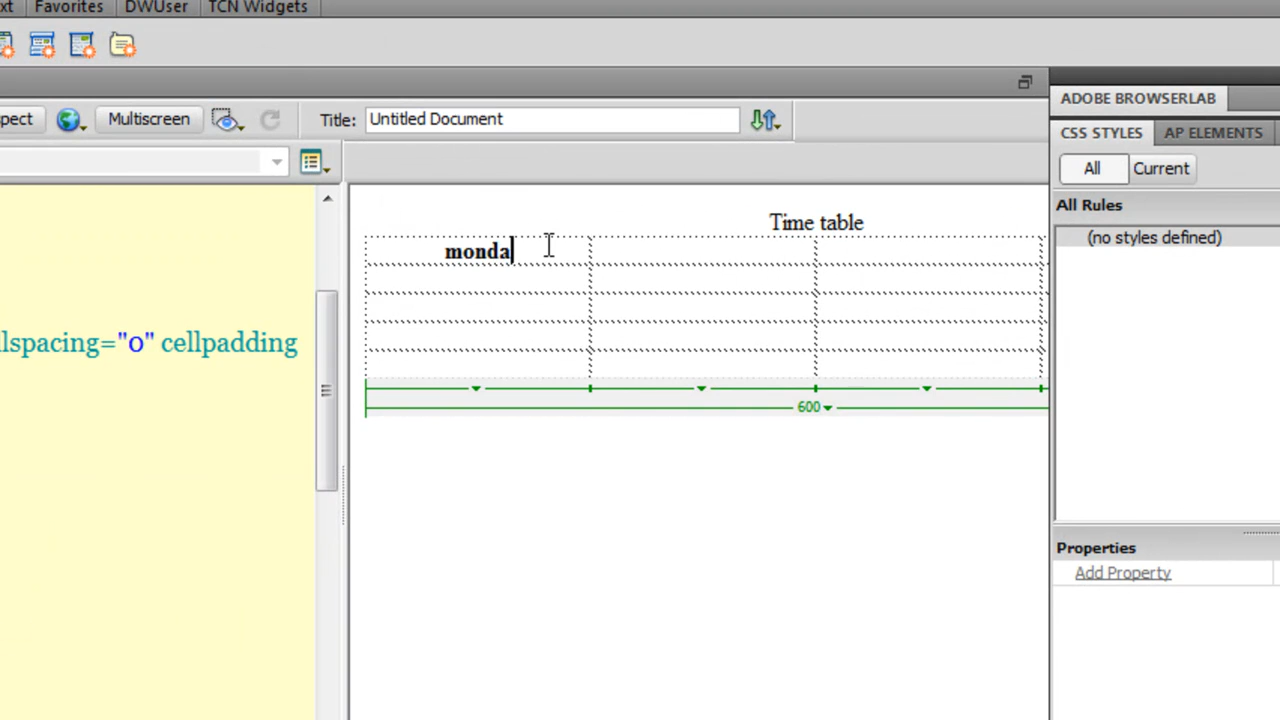 xt Favorites DWUser TCN Widgets
pect Multiscreen Title: Untitled Document
ADOBE BROWSERLAB
CSS STYLES AP ELEMENTS
All Current
All Rules
(no styles defined)
Time table
monda
llspacing="0" cellpadding
600
Properties
Add Property